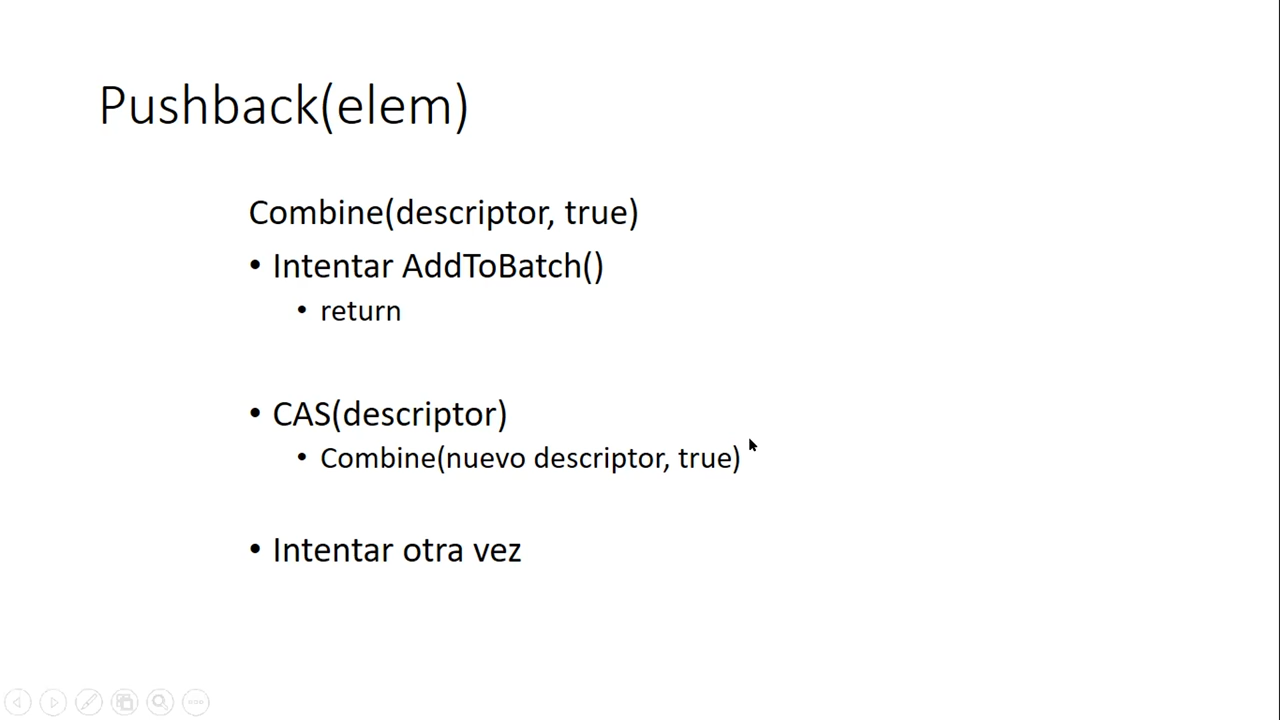 Pushback(elem)
Combine(descriptor, true)
• Intentar AddToBatch()
• return
• CAS(descriptor)
• Combine(nuevo descriptor, true)
• Intentar otra vez